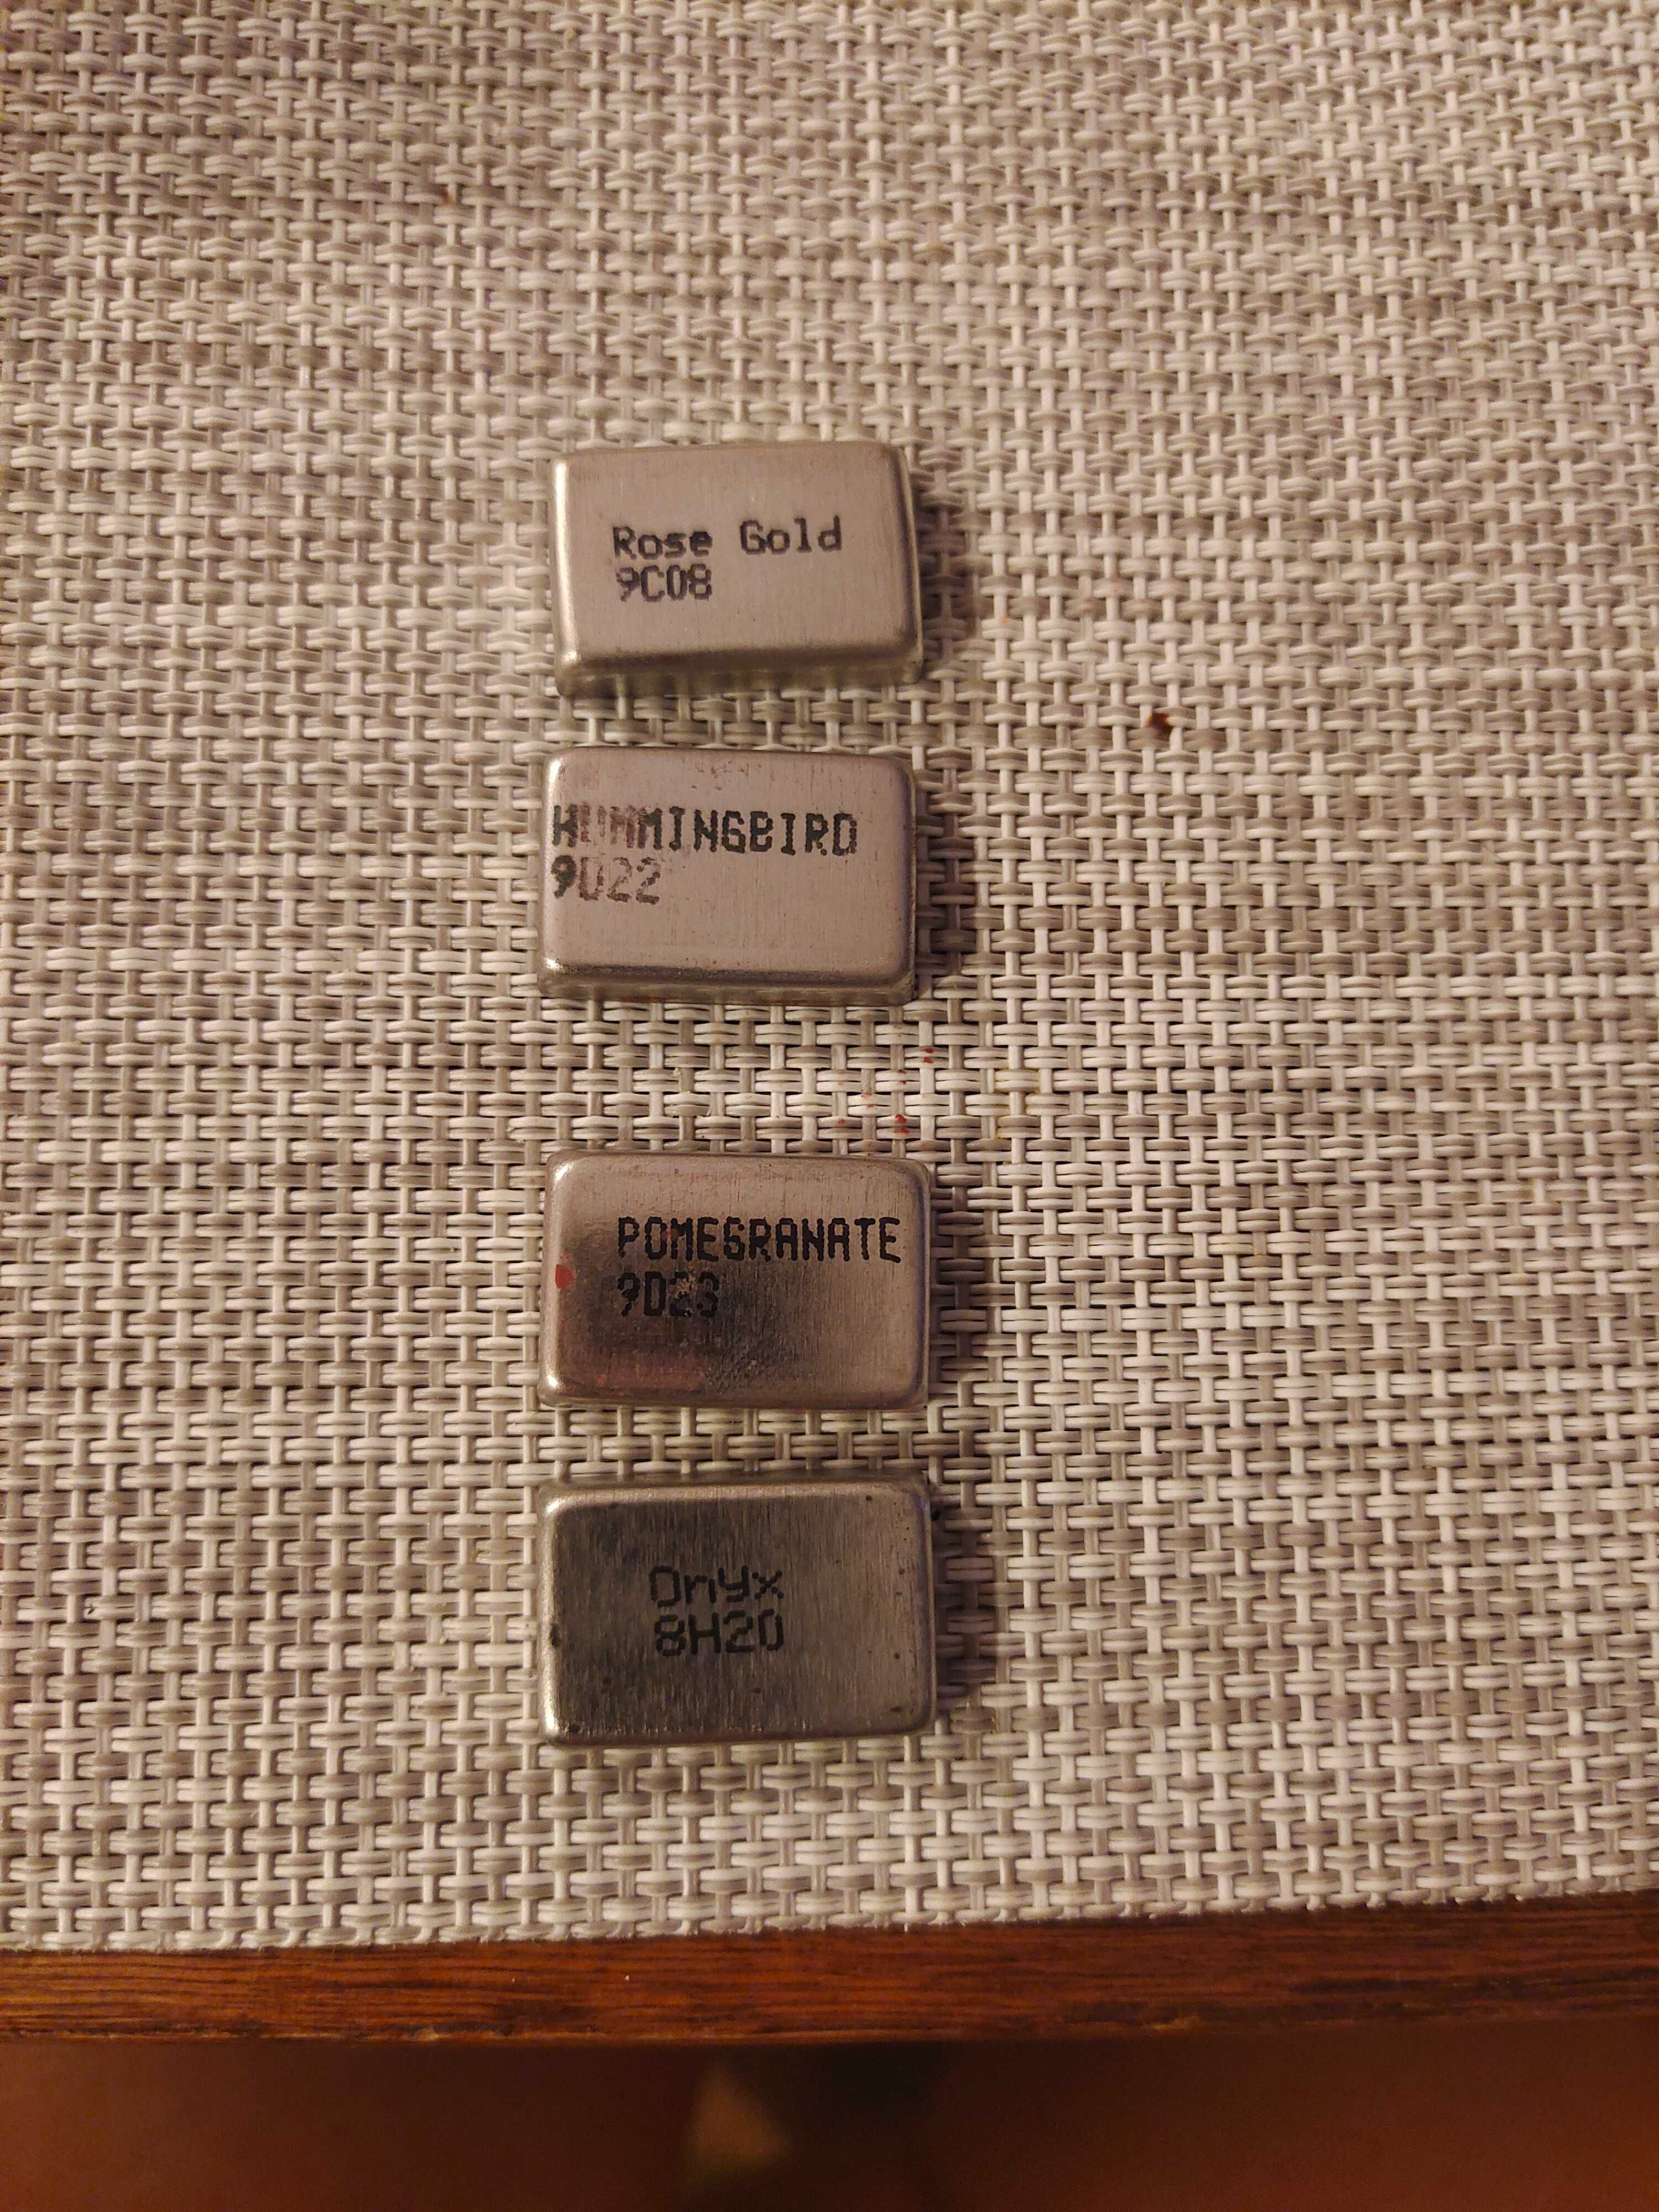 Rose Gold
9C08
HUMMINGBIRD
9D22
POMEGRANATE
9D23
Onyx
8H20